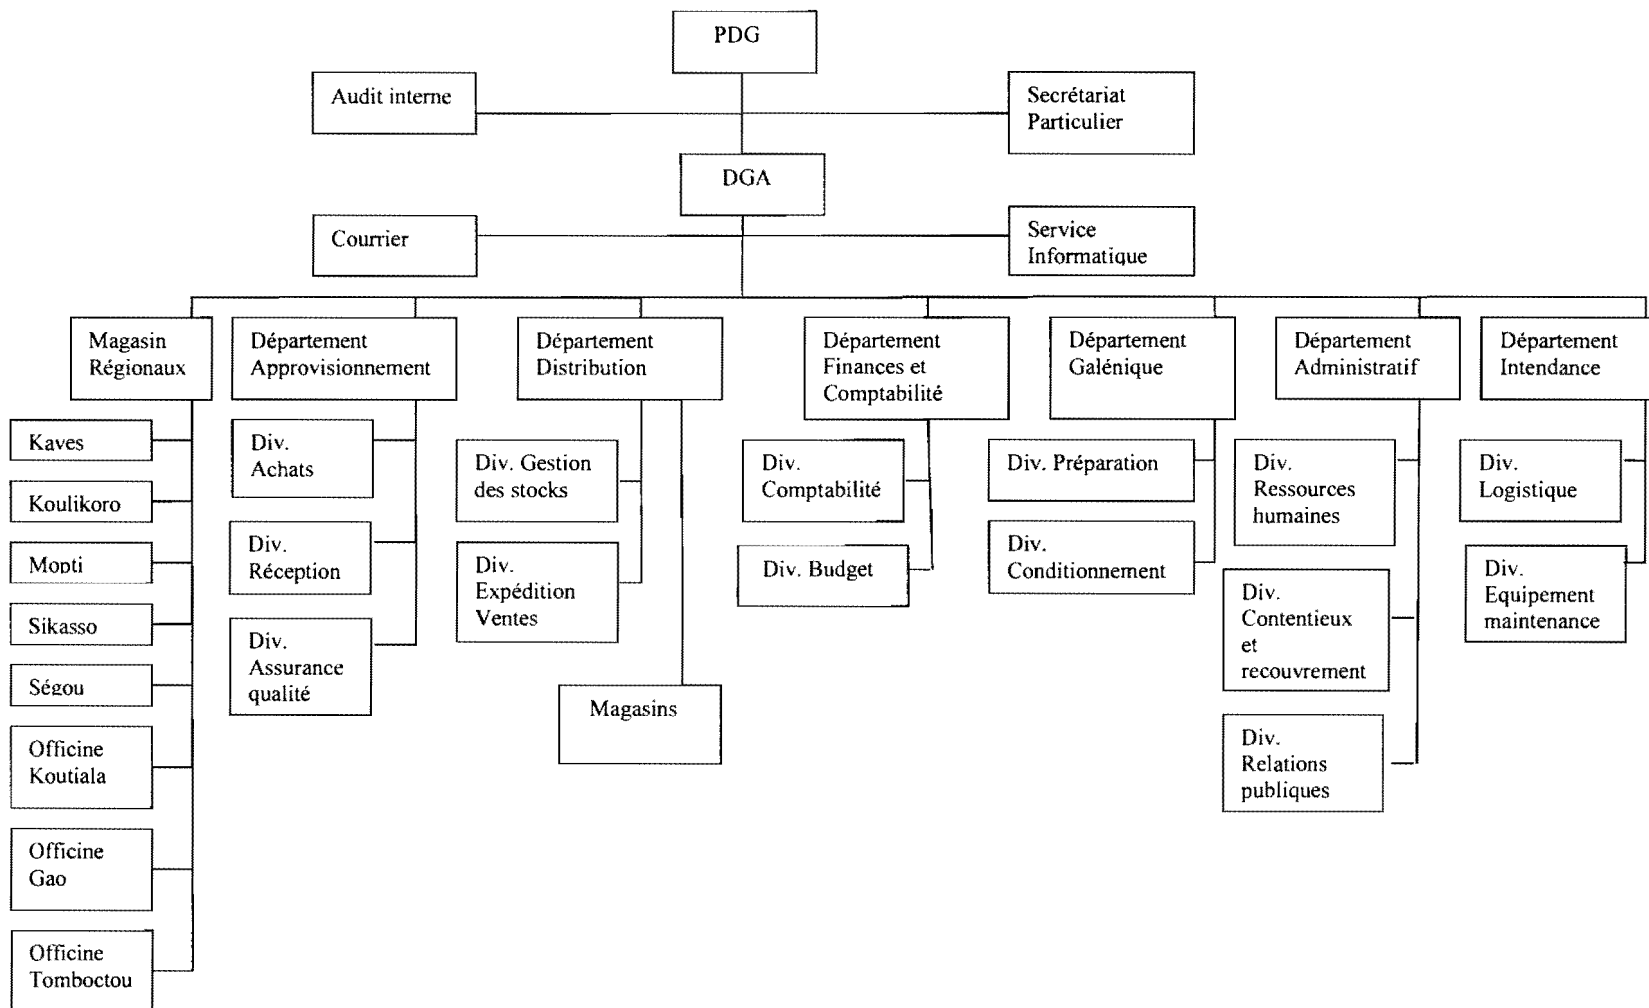 PDG
Audit interne
Secrétariat
Particulier
DGA
Courrier
Service
Informatique
Magasin
Régionaux
Département
Approvisionnement
Département
Distribution
Département
Finances et
Comptabilité
Département
Galénique
Département
Administratif
Département
Intendance
Kaves
Koulikoro
Mopti
Sikasso
Ségou
Officine
Koutiala
Officine
Gao
Officine
Tomboctou
Div.
Achats
Div.
Réception
Div.
Assurance
qualité
Div. Gestion
des stocks
Div.
Expédition
Ventes
Magasins
Div.
Comptabilité
Div. Budget
Div. Préparation
Div.
Conditionnement
Div.
Ressources
humaines
Div.
Contentieux
et
recouvrement
Div.
Relations
publiques
Div.
Logistique
Div.
Equipement
maintenance